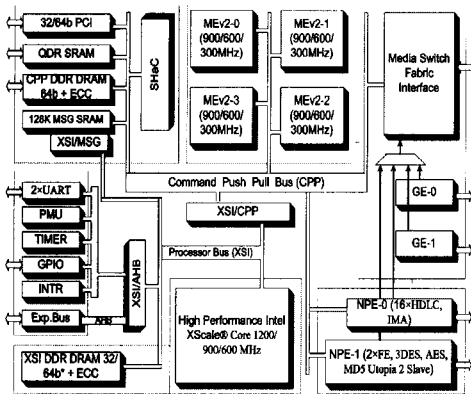 32/64b PCI
QDR SRAM
CPP DDR DRAM
64b + ECC
128K MSG SRAM
XSI/MSG
SHaC
MEv2-0
(900/600/
300MHz)
MEv2-1
(900/600/
300MHz)
MEv2-3
(900/600/
300MHz)
MEv2-2
(900/600/
300MHz)
Media Switch
Fabric
Interface
Command Push Pull Bus (CPP)
2×UART
PMU
TIMER
GPIO
INTR
Exp.Bus
AHB
XSI/AHB
XSI/CPP
Processor Bus (XSI)
GE-0
GE-1
High Performance Intel
XScale® Core 1200/
900/600 MHz
NPE-0 (16×HDLC,
IMA)
NPE-1 (2×FE, 3DES, ABS,
MD5 Utopia 2 Slave)
XSI DDR DRAM 32/
64b* + ECC